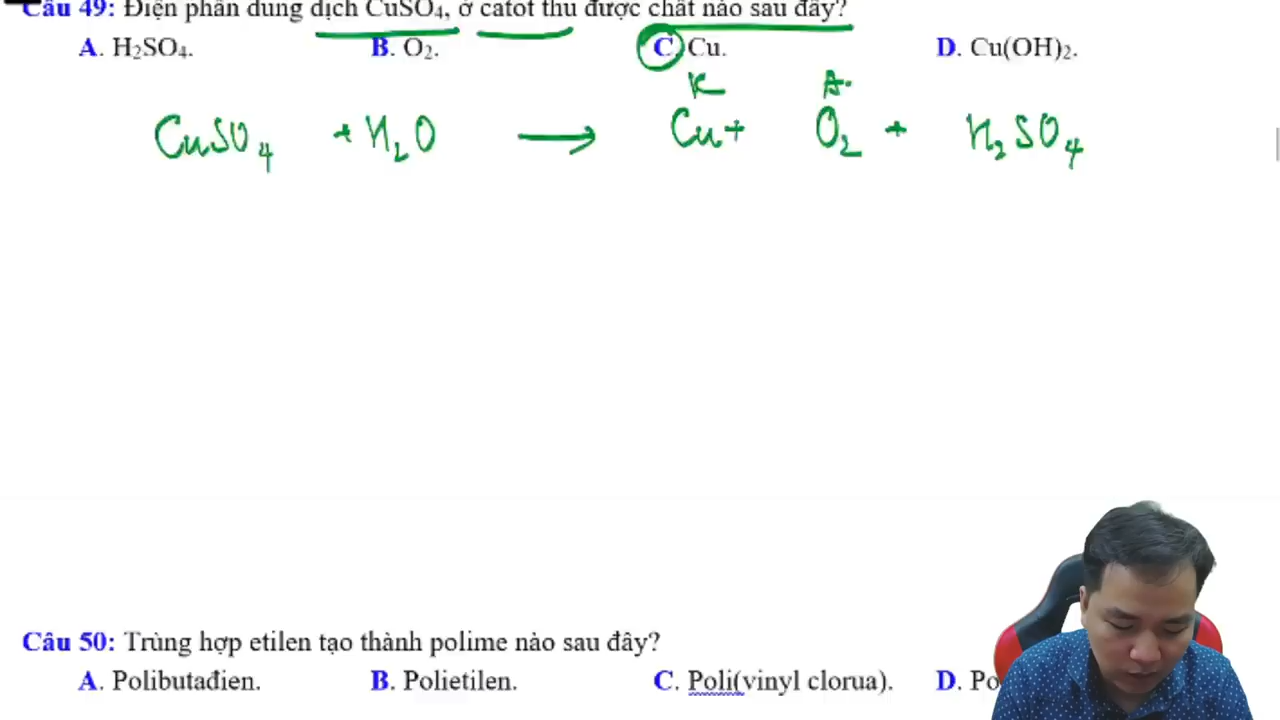 Câu 49: Điện phân dung dịch CuSO₄, ở catot thu được chất nào sau đây?
A. H₂SO₄. B. O₂. C. Cu. D. Cu(OH)₂.
K A.
CuSO₄ + H₂O → Cu + O₂ + H₂SO₄
Câu 50: Trùng hợp etilen tạo thành polime nào sau đây?
A. Polibutađien. B. Polietilen. C. Poli(vinyl clorua). D. Po